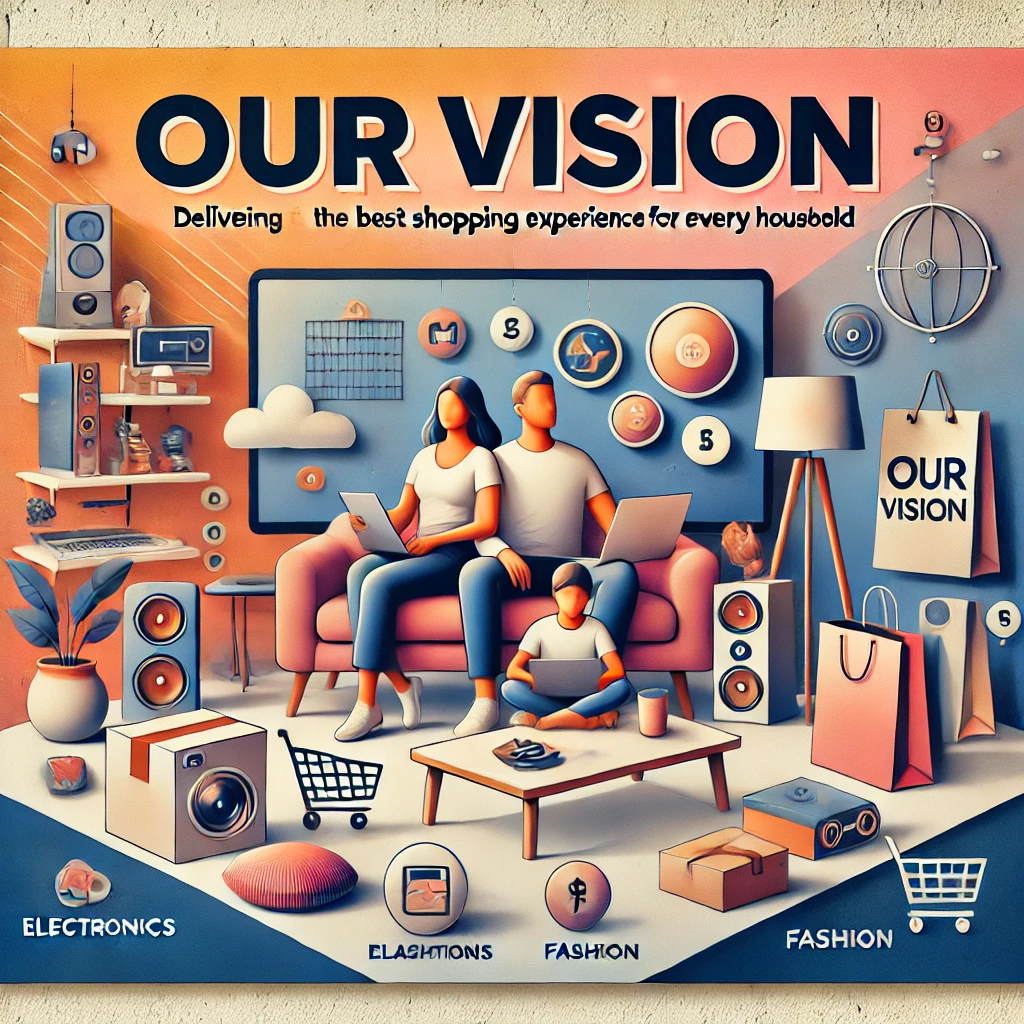 OUR VISION
Deliveing the best shopping experience for every housebold
M
S
S
OUR
VISION
S
ELECTRONICS
ELASHTIONS
FASHION
FASHION